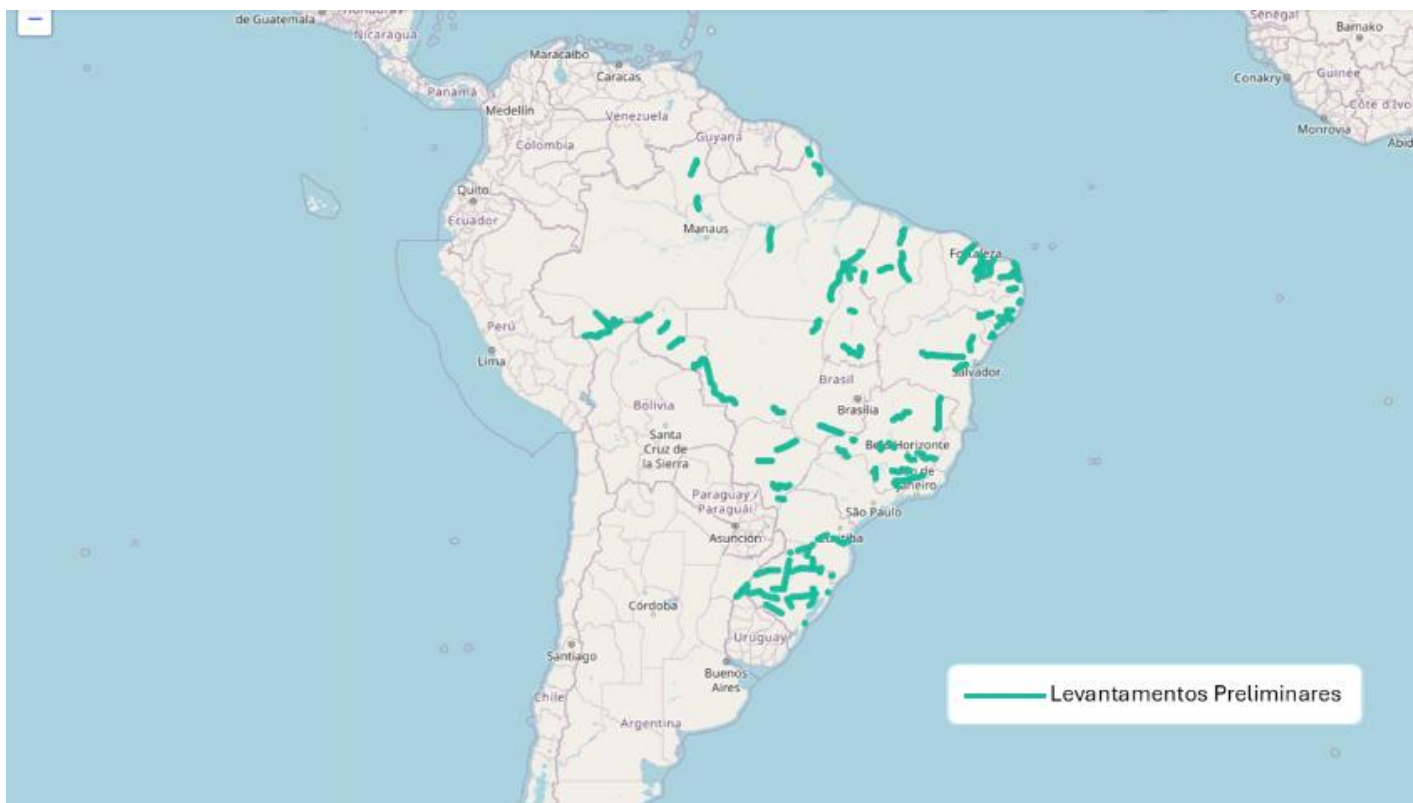 −
de Guatemala
Nicaragua
Maracaibo
Caracas
Panamá
Medellín
Venezuela
Guyana
Colombia
Quito
Ecuador
Manaus
Fortaleza
Perú
Lima
Bolivia
Santa
Cruz de
la Sierra
Brasil
Brasília
Salvador
Belo Horizonte
Rio de
Janeiro
São Paulo
Paraguay /
Paraguái
Asunción
Curitiba
Córdoba
Uruguay
Santiago
Buenos
Aires
Chile
Argentina
Sénégal
Bamako
Conakry
Guinée
Côte d'Ivo
Monrovia
Abid
Levantamentos Preliminares